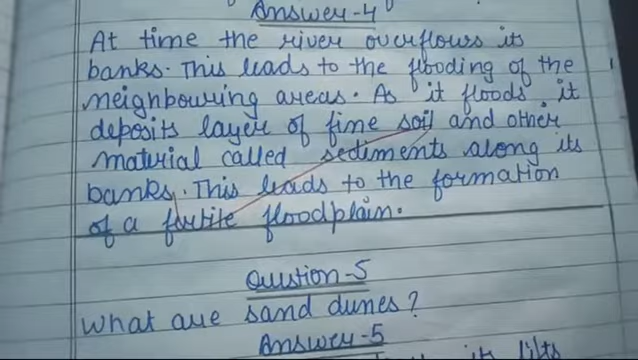 Answer-4
At time the river overflows its
banks. This leads to the flooding of the
neighbouring areas. As it floods it
deposits layer of fine soil and other
material called sediments along its
banks. This leads to the formation
of a fertile floodplain.
Question-5
What are sand dunes?
Answer-5
it lifts